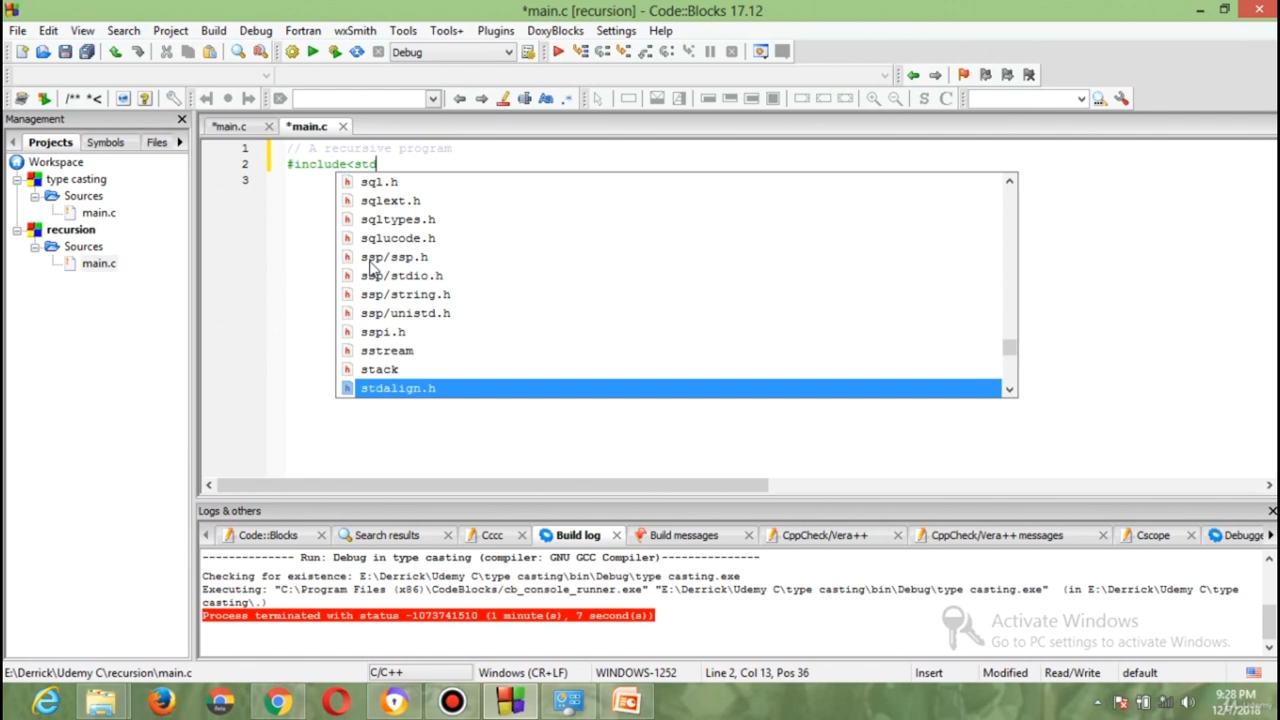 *main.c [recursion] - Code::Blocks 17.12
File Edit View Search Project Build Debug Fortran wxSmith Tools Tools+ Plugins DoxyBlocks Settings Help
Debug
/** *<
S C
Management
Projects Symbols Files
Workspace
type casting
Sources
main.c
recursion
Sources
main.c
*main.c *main.c
1 // A recursive program
2 #include<std
3
sql.h
sqlext.h
sqltypes.h
sqlucode.h
ssp/ssp.h
ssp/stdio.h
ssp/string.h
ssp/unistd.h
sspi.h
sstream
stack
stdalign.h
Logs & others
Code::Blocks Search results Cccc Build log Build messages CppCheck/Vera++ CppCheck/Vera++ messages Cscope Debugge
-------------- Run: Debug in type casting (compiler: GNU GCC Compiler)---------------
Checking for existence: E:\Derrick\Udemy C\type casting\bin\Debug\type casting.exe
Executing: "C:\Program Files (x86)\CodeBlocks/cb_console_runner.exe" "E:\Derrick\Udemy C\type casting\bin\Debug\type casting.exe"  (in E:\Derrick\Udemy C\type
casting\.)
Process terminated with status -1073741510 (1 minute(s), 7 second(s))
Activate Windows
Go to PC settings to activate Windows.
E:\Derrick\Udemy C\recursion\main.c C/C++ Windows (CR+LF) WINDOWS-1252 Line 2, Col 13, Pos 36 Insert Modified Read/Write default
9:28 PM